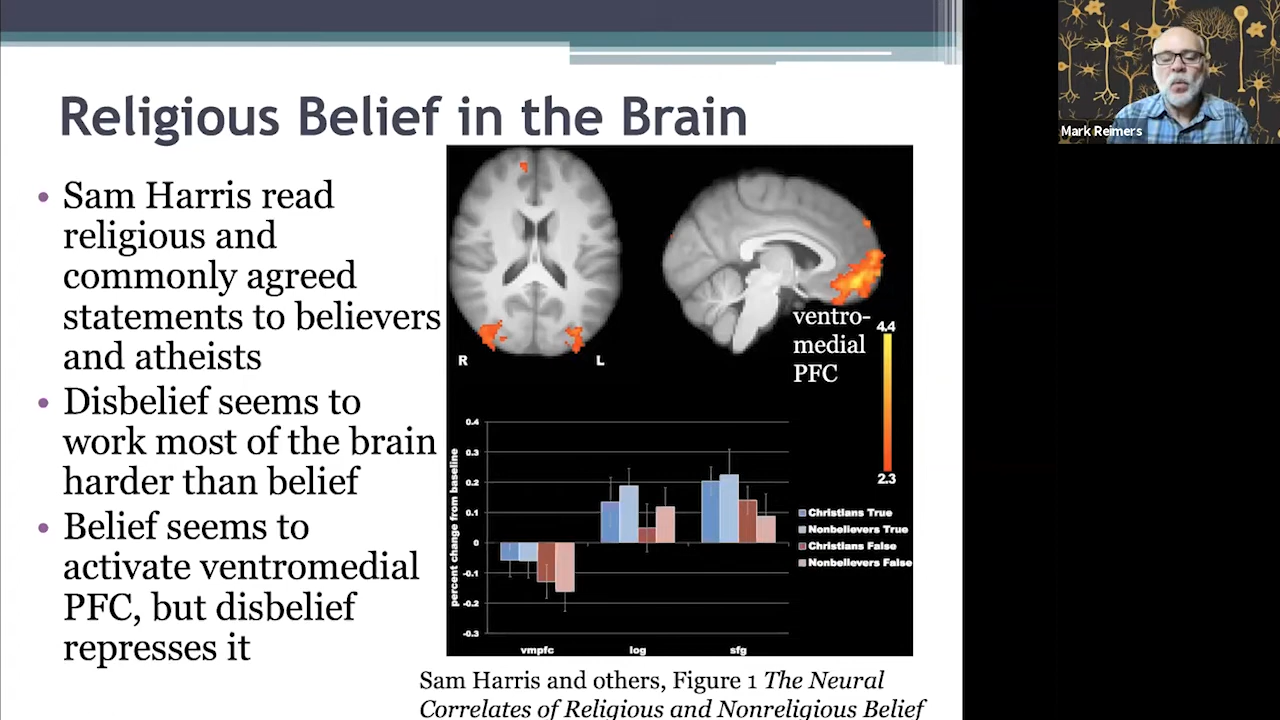 Religious Belief in the Brain
Mark Reimers
• Sam Harris read
religious and
commonly agreed
statements to believers
and atheists
• Disbelief seems to
work most of the brain
harder than belief
• Belief seems to
activate ventromedial
PFC, but disbelief
represses it
R
L
ventro-
medial
PFC
4.4
2.3
percent change from baseline
0.4
0.3
0.2
0.1
0
-0.1
-0.2
-0.3
vmpfc
log
sfg
Christians True
Nonbelievers True
Christians False
Nonbelievers False
Sam Harris and others, Figure 1 The Neural
Correlates of Religious and Nonreligious Belief